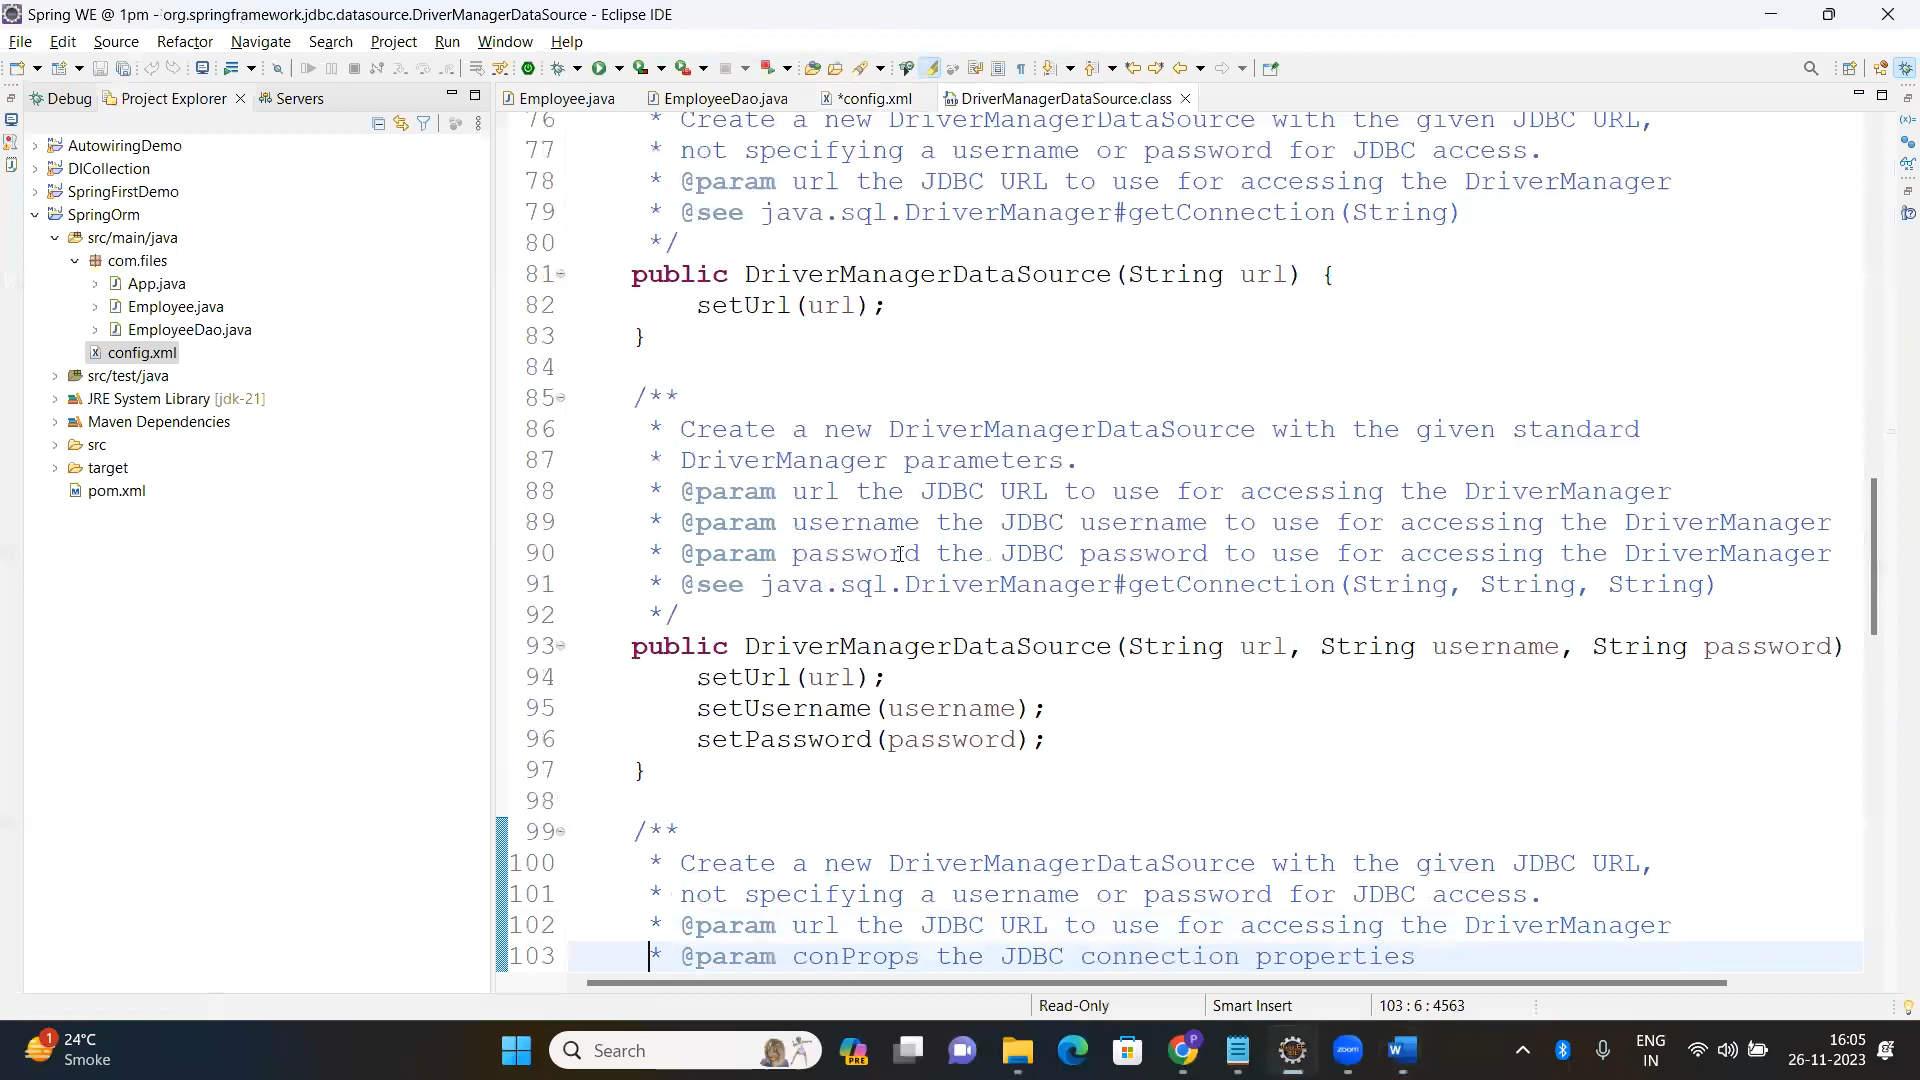 Spring WE @ 1pm - org.springframework.jdbc.datasource.DriverManagerDataSource - Eclipse IDE
File Edit Source Refactor Navigate Search Project Run Window Help
Debug Project Explorer Servers
Employee.java EmployeeDao.java *config.xml DriverManagerDataSource.class
AutowiringDemo
DICollection
SpringFirstDemo
SpringOrm
src/main/java
com.files
App.java
Employee.java
EmployeeDao.java
config.xml
src/test/java
JRE System Library [jdk-21]
Maven Dependencies
src
target
pom.xml
76 * Create a new DriverManagerDataSource with the given JDBC URL,
77 * not specifying a username or password for JDBC access.
78 * @param url the JDBC URL to use for accessing the DriverManager
79 * @see java.sql.DriverManager#getConnection(String)
80 */
81 public DriverManagerDataSource(String url) {
82 setUrl(url);
83 }
84
85 /**
86 * Create a new DriverManagerDataSource with the given standard
87 * DriverManager parameters.
88 * @param url the JDBC URL to use for accessing the DriverManager
89 * @param username the JDBC username to use for accessing the DriverManager
90 * @param password the JDBC password to use for accessing the DriverManager
91 * @see java.sql.DriverManager#getConnection(String, String, String)
92 */
93 public DriverManagerDataSource(String url, String username, String password)
94 setUrl(url);
95 setUsername(username);
96 setPassword(password);
97 }
98
99 /**
100 * Create a new DriverManagerDataSource with the given JDBC URL,
101 * not specifying a username or password for JDBC access.
102 * @param url the JDBC URL to use for accessing the DriverManager
103 * @param conProps the JDBC connection properties
Read-Only Smart Insert 103 : 6 : 4563
1 24°C
Smoke
Search
PRE
P
zoom
W
ENG
IN
16:05
26-11-2023